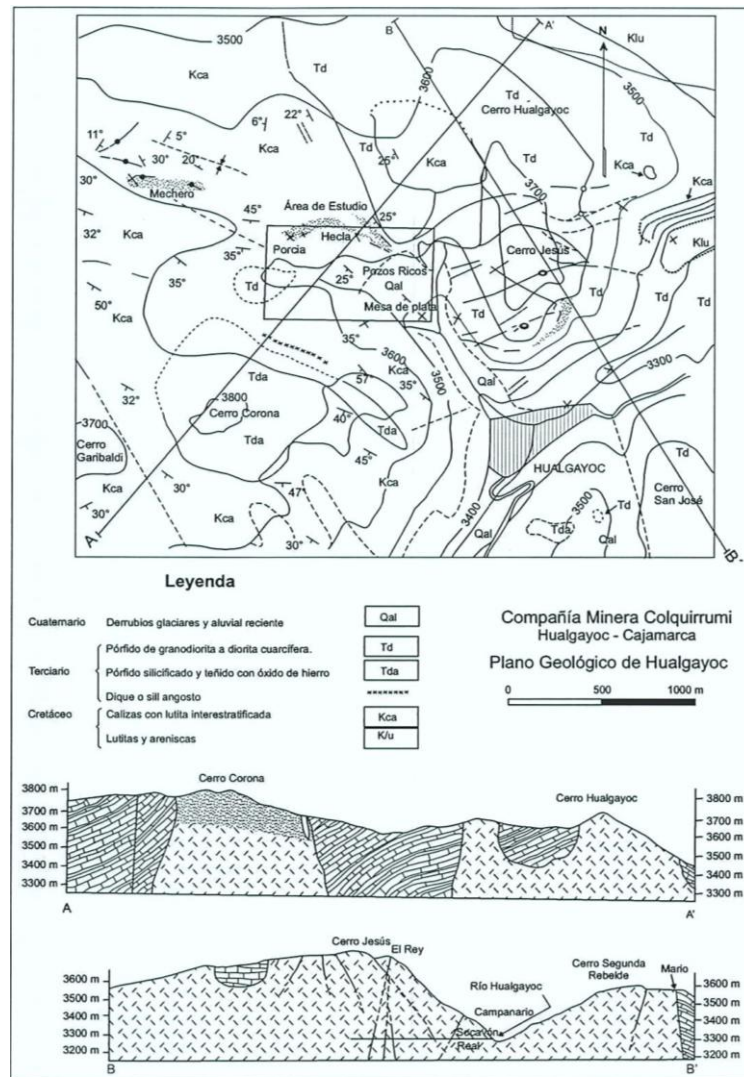 B
A'
3500
Kca
Td
3600
N
Klu
Td
Cerro Hualgayoc
3500
22°
6°
11°
5°
Kca
Td
25°
Kca
Td
Td
30°
20
Kca
Kca
30°
3700
Mechero
45°
Área de Estudio
25°
Klu
32°
Kca
35°
Porcia
Hecla
Pozos Ricos
Qal
Cerro Jesús
Td
Td
35°
Td
25°
Mesa de plata
Td
Td
50°
Kca
35°
3600
3300
Tda
Kca
3500
Qal
32°
3800
Cerro Corona
57
35°
3700
Tda
40°
Tda
Cerro
Garibaldi
45°
HUALGAYOC
Td
Cerro
San José
Kca
30°
Kca
47°
3400
3500
Td
30°
A
30°
Qal
Tda
Qal
B'
Leyenda
Cuaternario Derrubios glaciares y aluvial reciente Qal
Pórfido de granodiorita a diorita cuarcífera. Td
Terciario Pórfido silicificado y teñido con óxido de hierro Tda
Dique o sill angosto
Cretáceo Calizas con lutita interestratificada Kca
Lutitas y areniscas K/u
Compañía Minera Colquirrumi
Hualgayoc - Cajamarca
Plano Geológico de Hualgayoc
0 500 1000 m
Cerro Corona
Cerro Hualgayoc
3800 m
3700 m
3600 m
3500 m
3400 m
3300 m
3800 m
3700 m
3600 m
3500 m
3400 m
3300 m
A
A'
Cerro Jesús
El Rey
Cerro Segunda
Rebelde
Mario
Río Hualgayoc
Campanario
Socavón
Real
3600 m
3500 m
3400 m
3300 m
3200 m
3600 m
3500 m
3400 m
3300 m
3200 m
B
B'